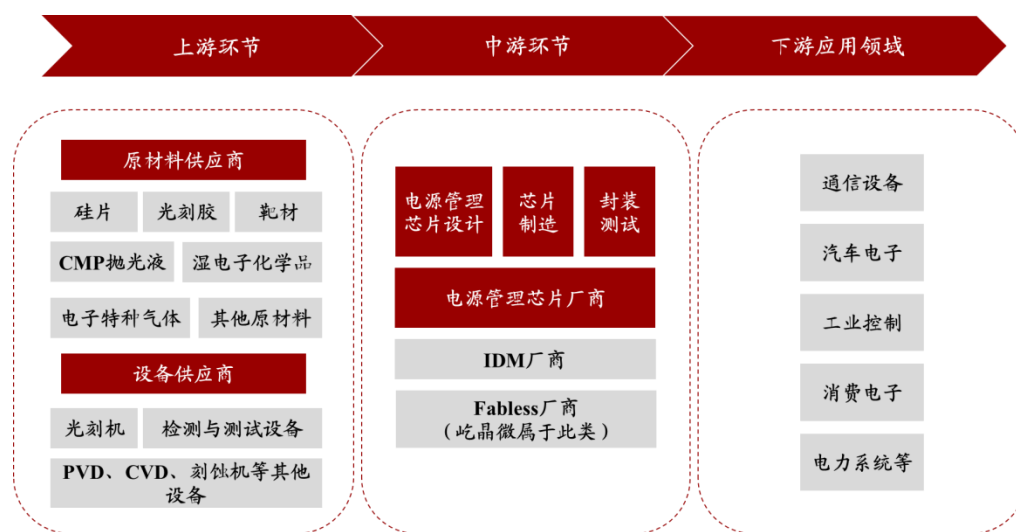 上游环节
中游环节
下游应用领域
原材料供应商
硅片
光刻胶
靶材
CMP抛光液
湿电子化学品
电子特种气体
其他原材料
设备供应商
光刻机
检测与测试设备
PVD、CVD、刻蚀机等其他
设备
电源管理
芯片设计
芯片
制造
封装
测试
电源管理芯片厂商
IDM厂商
Fabless厂商
（屹晶微属于此类）
通信设备
汽车电子
工业控制
消费电子
电力系统等